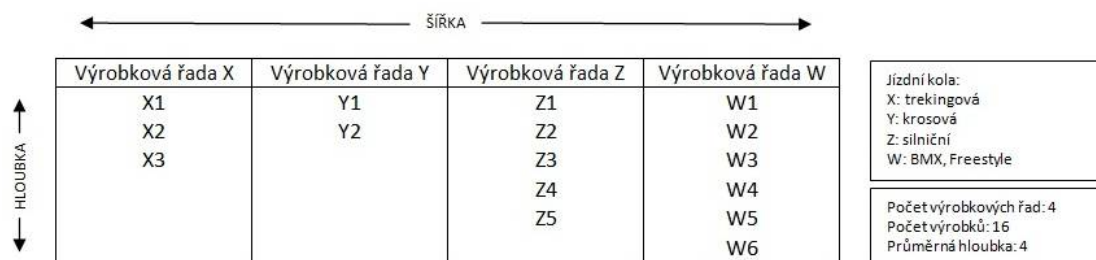 ŠÍŘKA
HLOUBKA
Výrobková řada X Výrobková řada Y Výrobková řada Z Výrobková řada W
X1 Y1 Z1 W1
X2 Y2 Z2 W2
X3 Z3 W3
Z4 W4
Z5 W5
W6
Jízdní kola:
X: trekingová
Y: krosová
Z: silniční
W: BMX, Freestyle
Počet výrobkových řad: 4
Počet výrobků: 16
Průměrná hloubka: 4